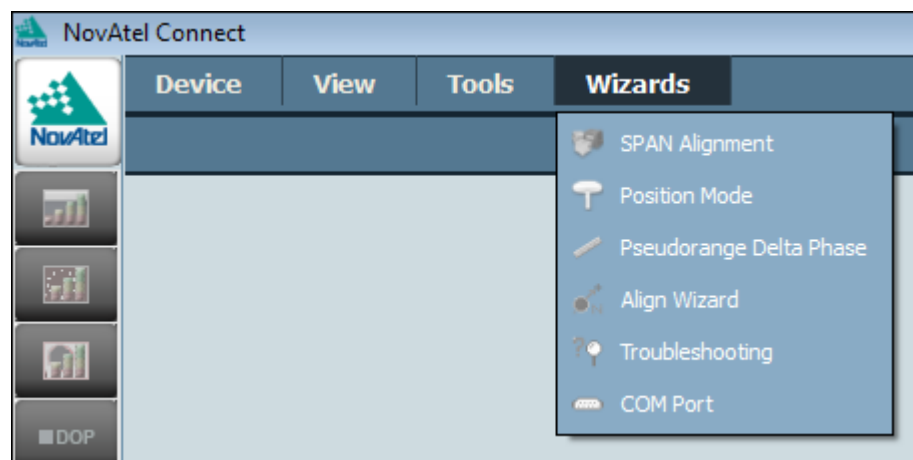 NovAtel Connect
Device View Tools Wizards
NovAtel
SPAN Alignment
Position Mode
Pseudorange Delta Phase
Align Wizard
Troubleshooting
COM Port
DOP